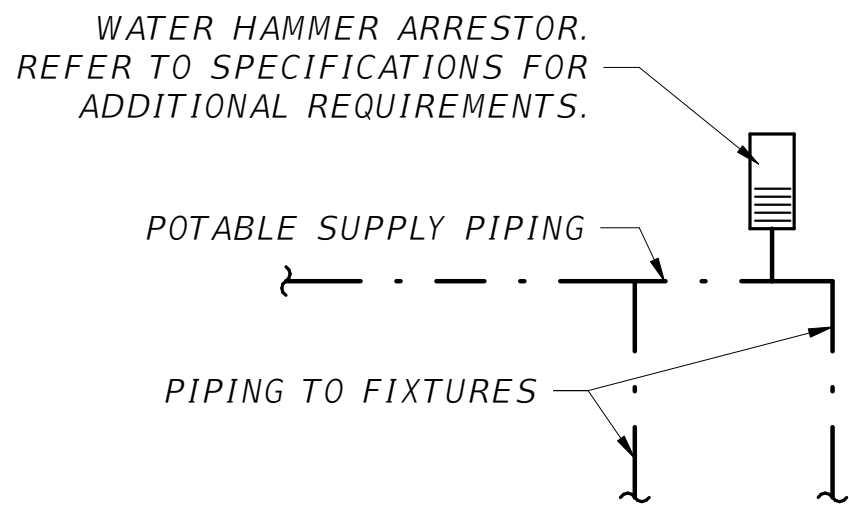 WATER HAMMER ARRESTOR.
REFER TO SPECIFICATIONS FOR
ADDITIONAL REQUIREMENTS.
POTABLE SUPPLY PIPING
PIPING TO FIXTURES